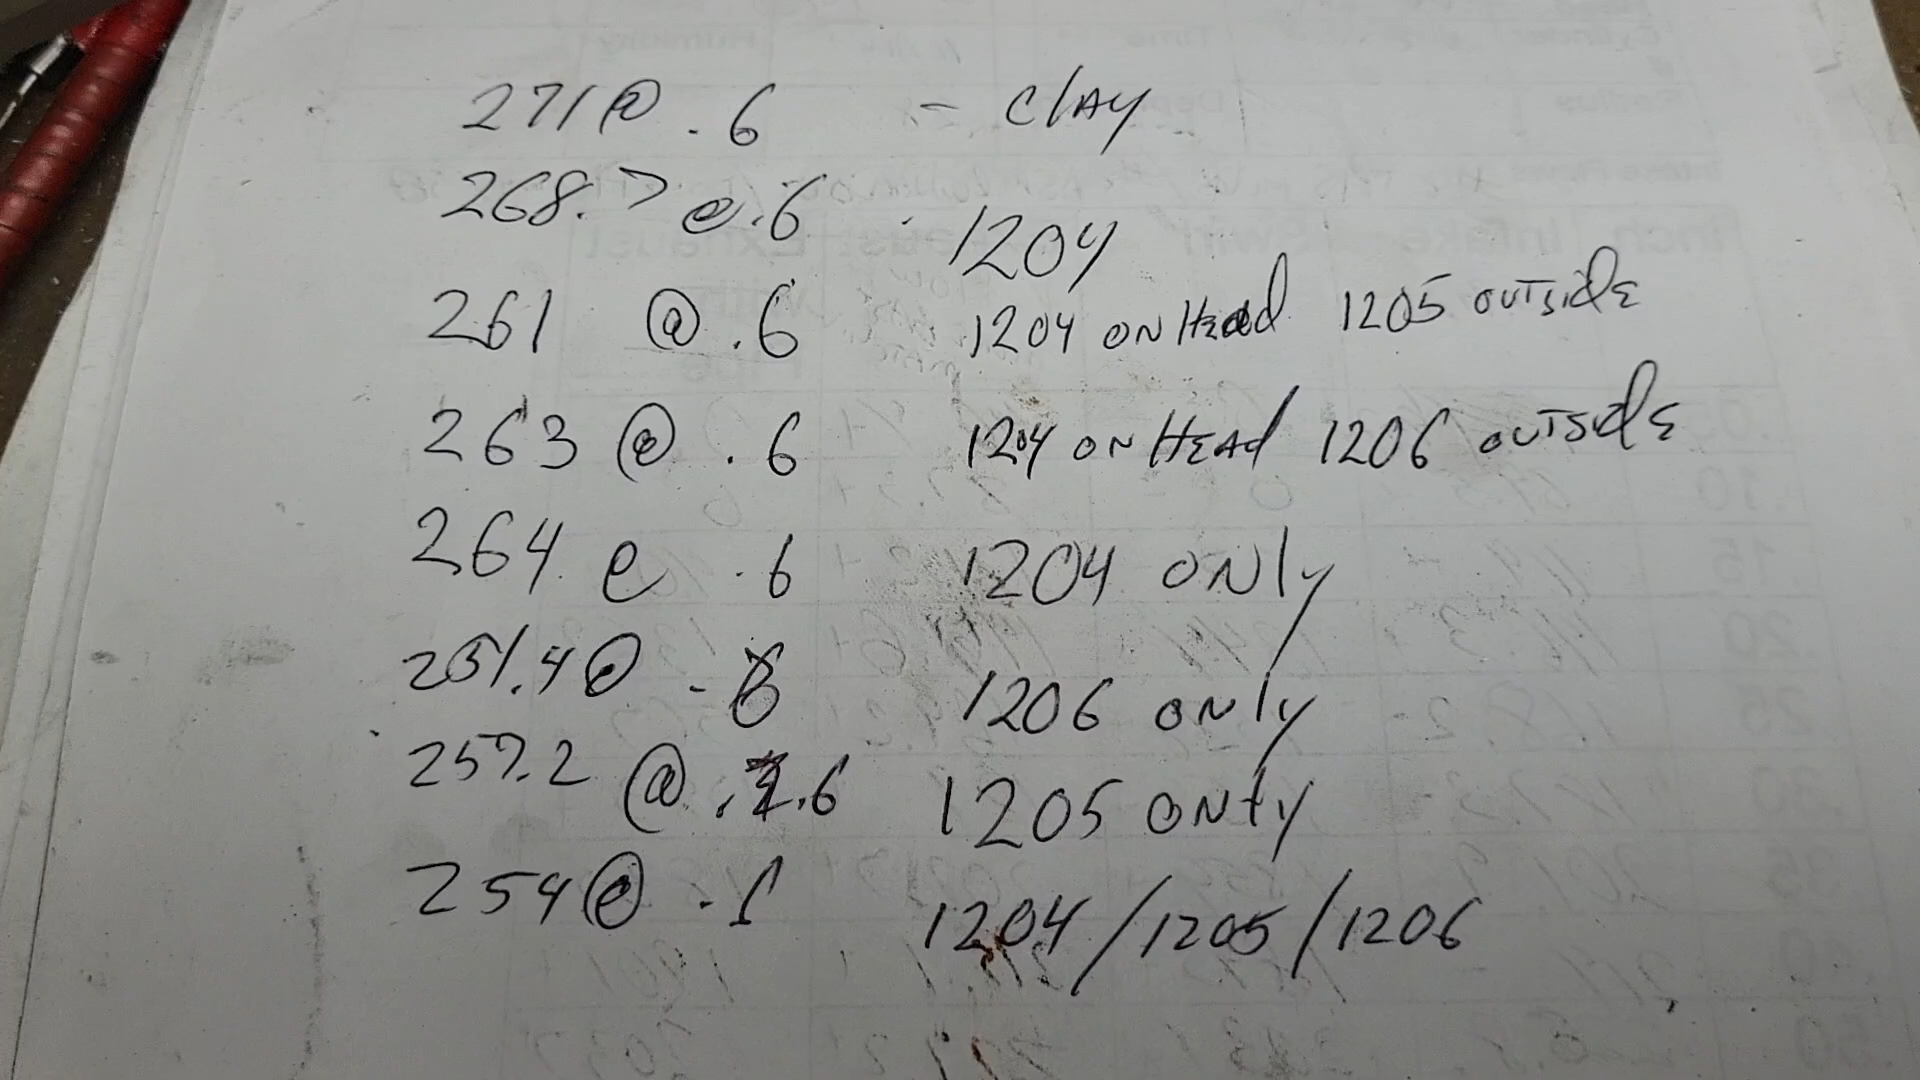 271 @ .6 - CLAY
268.7 @ .6 1204
261 @ .6 1204 ON HEAD 1205 OUTSIDE
263 @ .6 1204 ON HEAD 1206 OUTSIDE
264 @ .6 1204 ONly
251.4 @ .6 1206 ONly
257.2 @ .6 1205 ONly
254 @ .6 1204/1205/1206